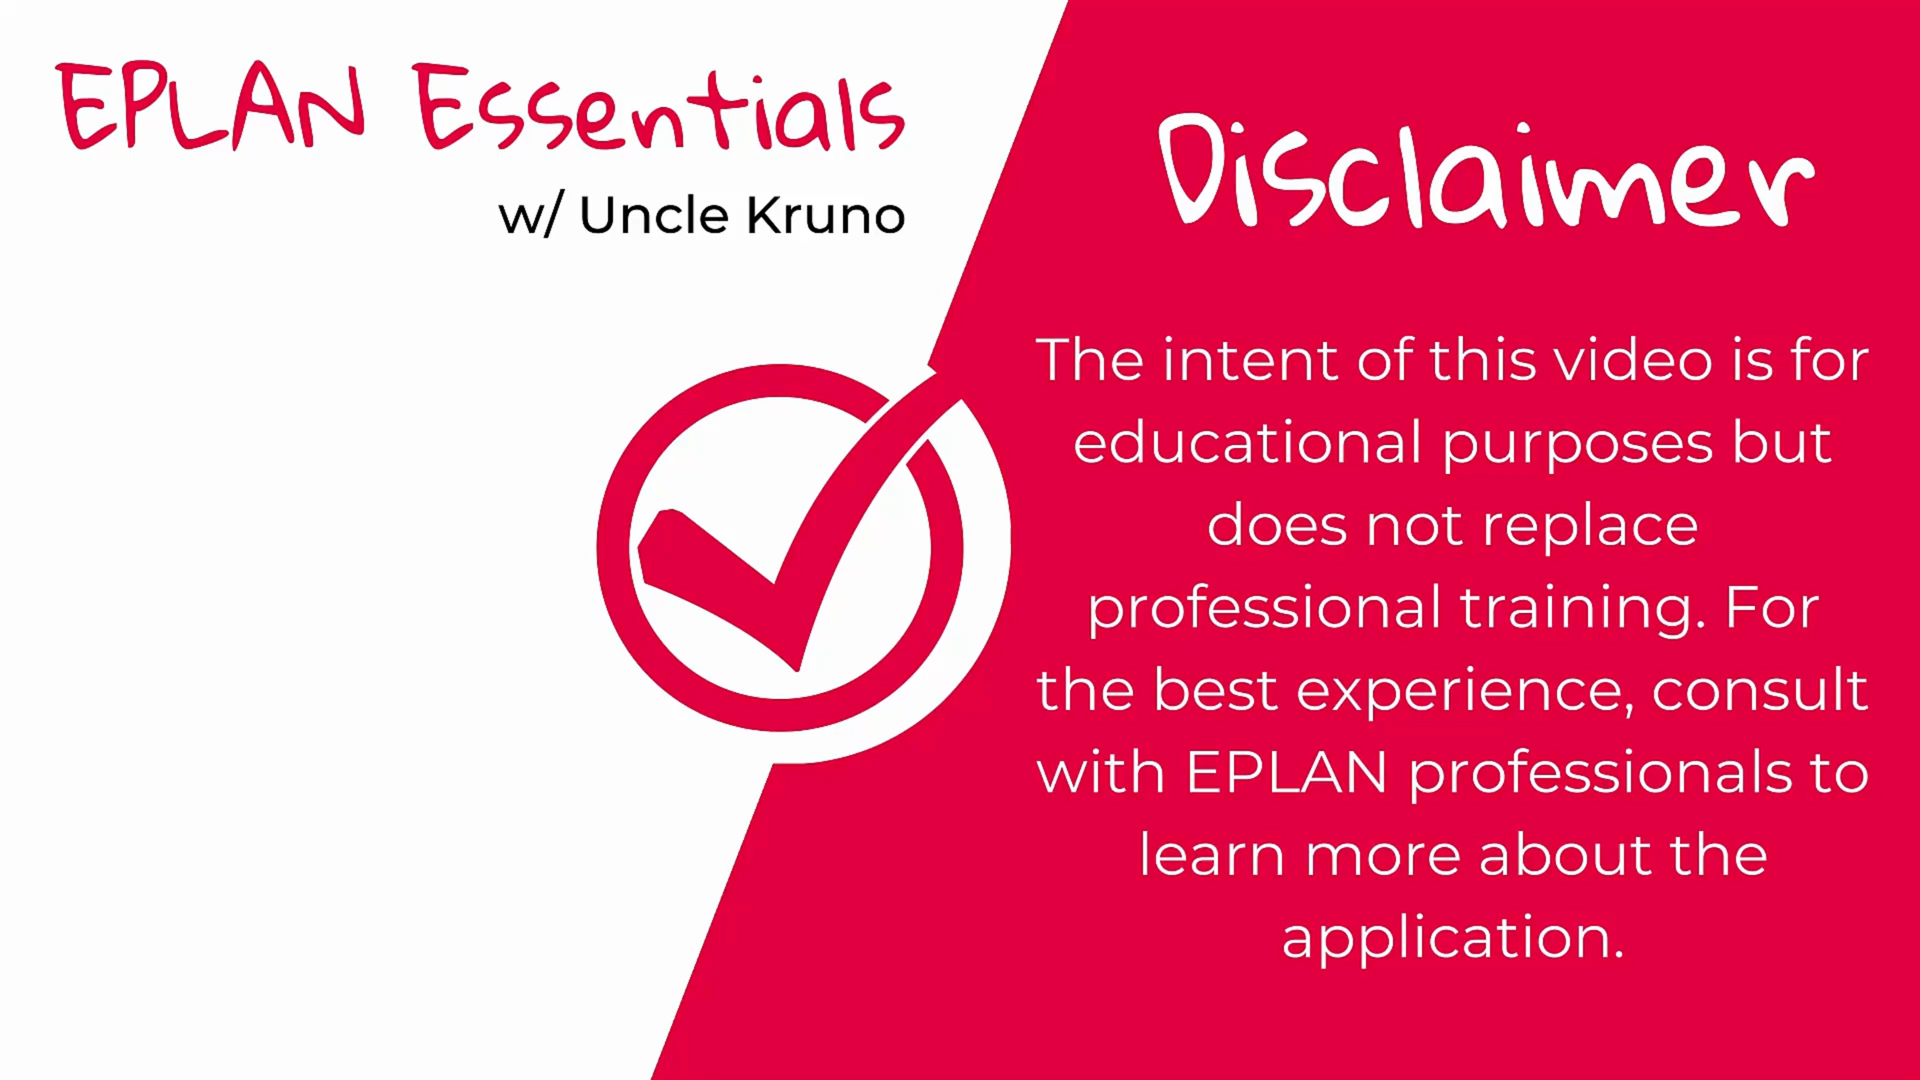 EPLAN Essentials
w/ Uncle Kruno
Disclaimer
The intent of this video is for
educational purposes but
does not replace
professional training. For
the best experience, consult
with EPLAN professionals to
learn more about the
application.